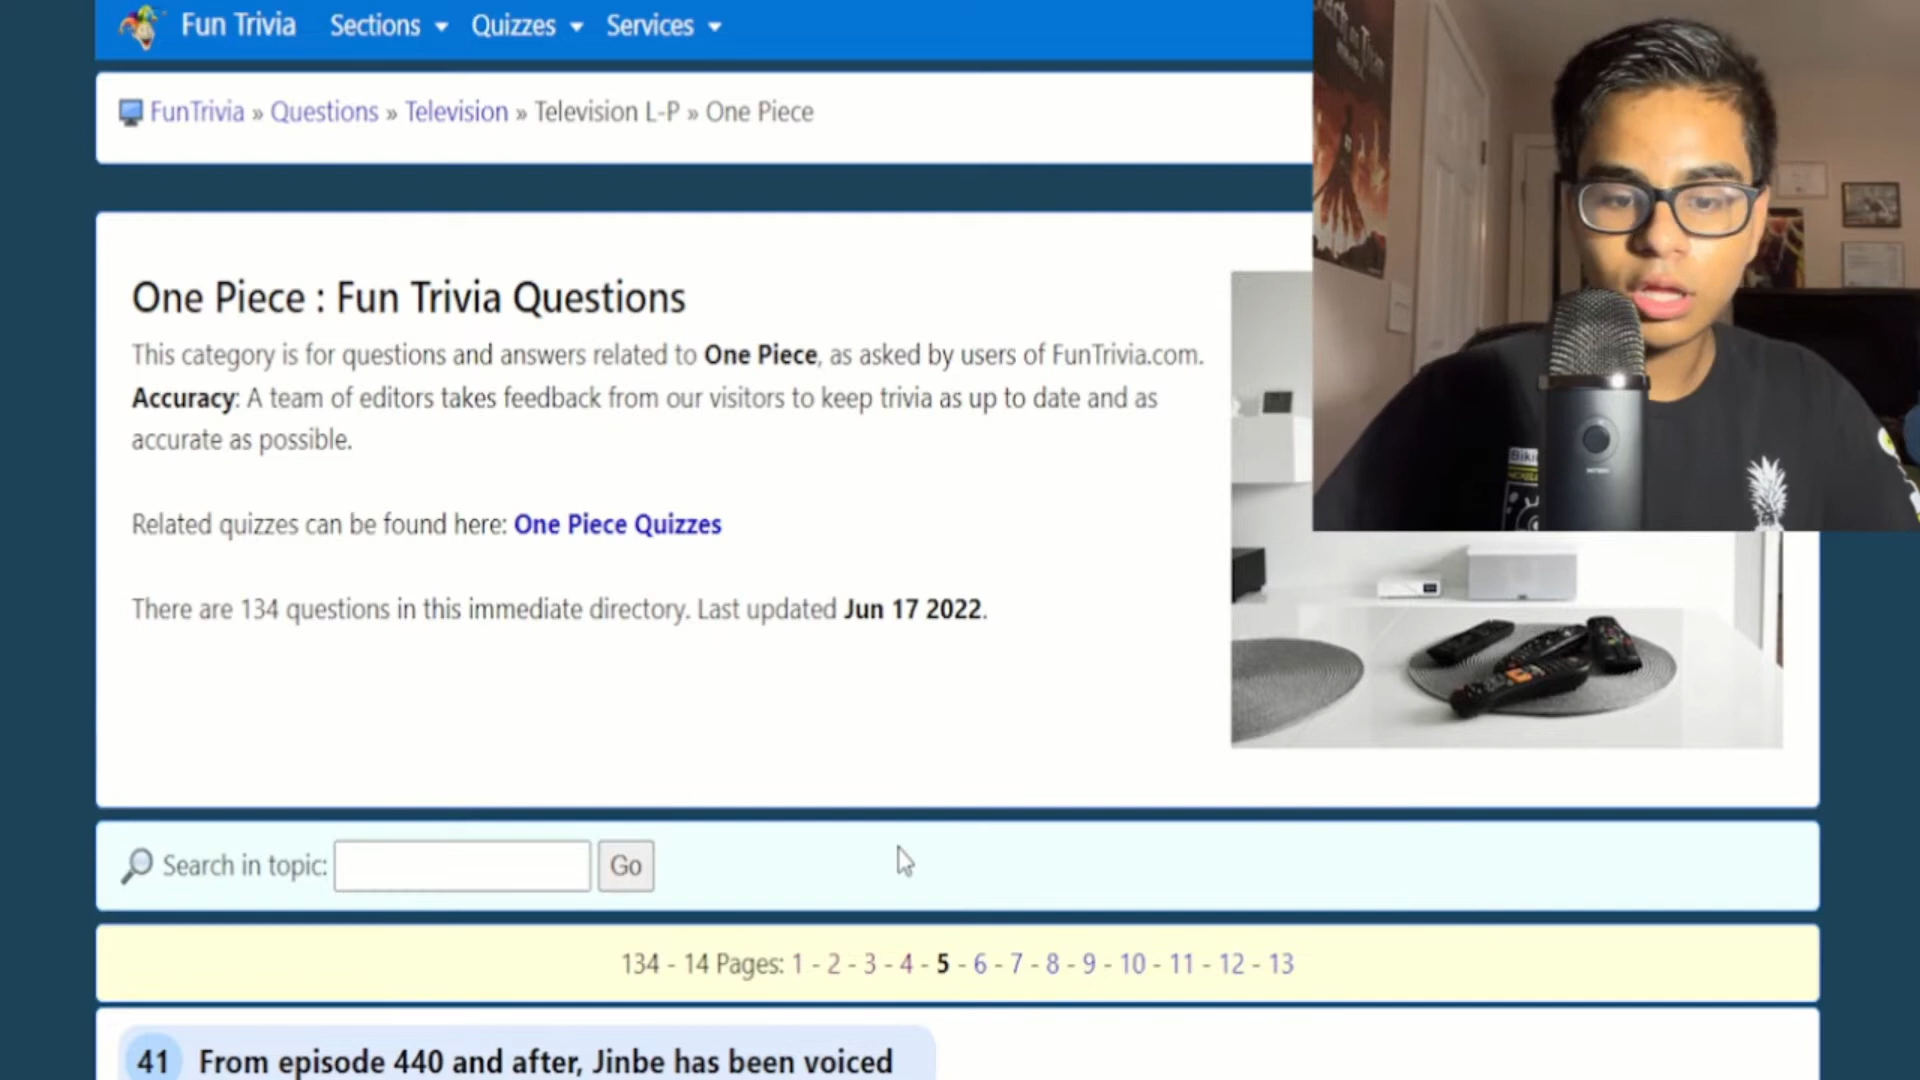 Fun Trivia Sections Quizzes Services
FunTrivia » Questions » Television » Television L-P » One Piece
One Piece : Fun Trivia Questions
This category is for questions and answers related to One Piece, as asked by users of FunTrivia.com.
Accuracy: A team of editors takes feedback from our visitors to keep trivia as up to date and as
accurate as possible.
Related quizzes can be found here: One Piece Quizzes
There are 134 questions in this immediate directory. Last updated Jun 17 2022.
Search in topic: Go
134 - 14 Pages: 1 - 2 - 3 - 4 - 5 - 6 - 7 - 8 - 9 - 10 - 11 - 12 - 13
41 From episode 440 and after, Jinbe has been voiced